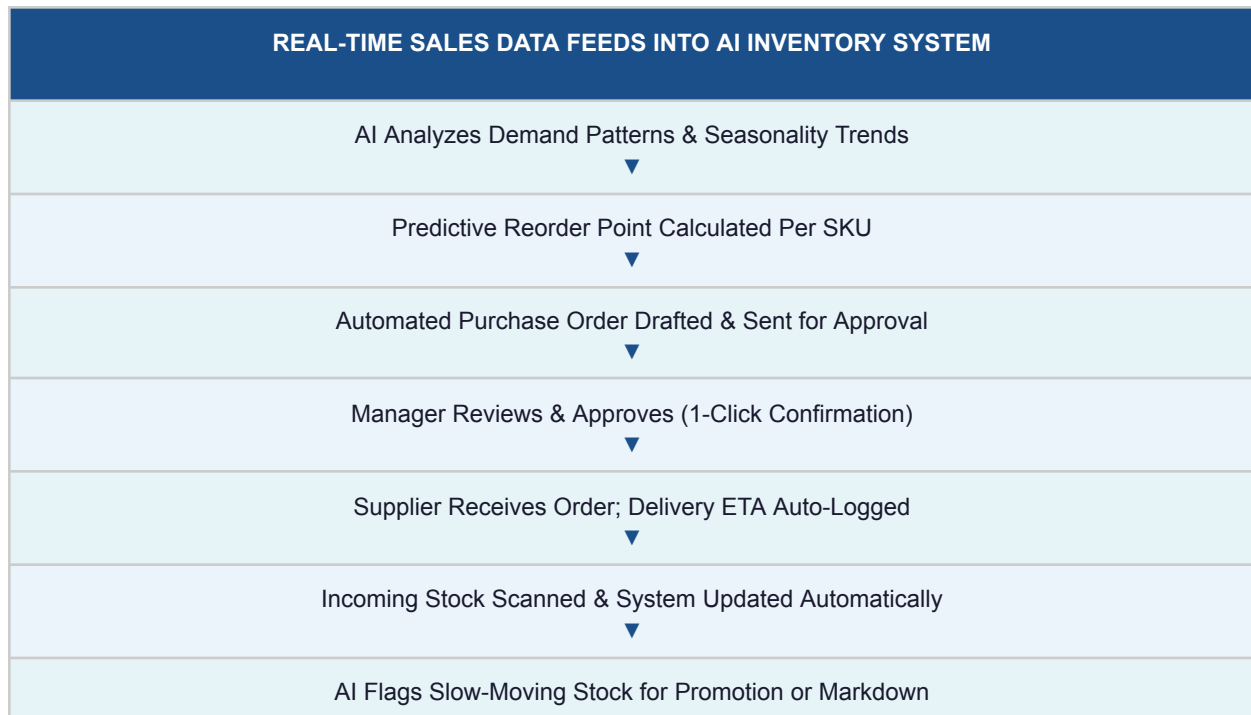 REAL-TIME SALES DATA FEEDS INTO AI INVENTORY SYSTEM
AI Analyzes Demand Patterns & Seasonality Trends
▼
Predictive Reorder Point Calculated Per SKU
▼
Automated Purchase Order Drafted & Sent for Approval
▼
Manager Reviews & Approves (1-Click Confirmation)
▼
Supplier Receives Order; Delivery ETA Auto-Logged
▼
Incoming Stock Scanned & System Updated Automatically
▼
AI Flags Slow-Moving Stock for Promotion or Markdown